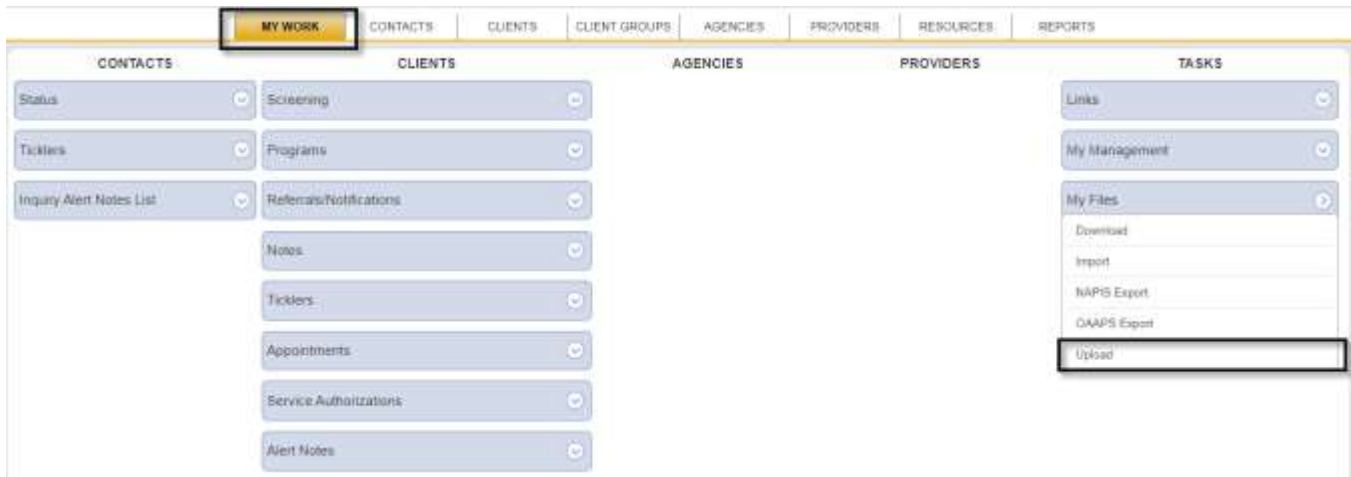 MY WORK CONTACTS CLIENTS CLIENT GROUPS AGENCIES PROVIDERS RESOURCES REPORTS
CONTACTS CLIENTS AGENCIES PROVIDERS TASKS
Status Screening Links
Ticklers Programs My Management
Inquiry Alert Notes List Referrals/Notifications My Files
Download
Notes
Import
NAPIS Export
Ticklers
OAAPS Export
Appointments Upload
Service Authorizations
Alert Notes